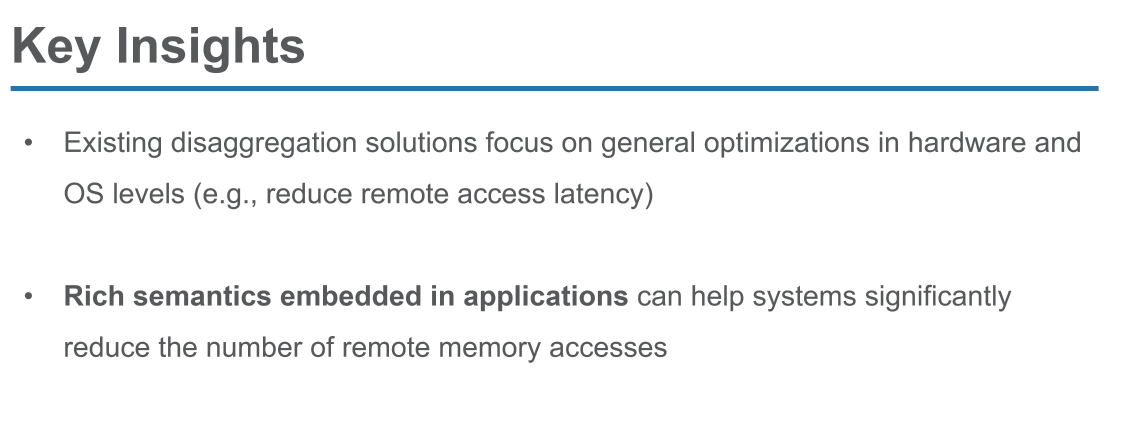 Key Insights
• Existing disaggregation solutions focus on general optimizations in hardware and
OS levels (e.g., reduce remote access latency)
• Rich semantics embedded in applications can help systems significantly
reduce the number of remote memory accesses